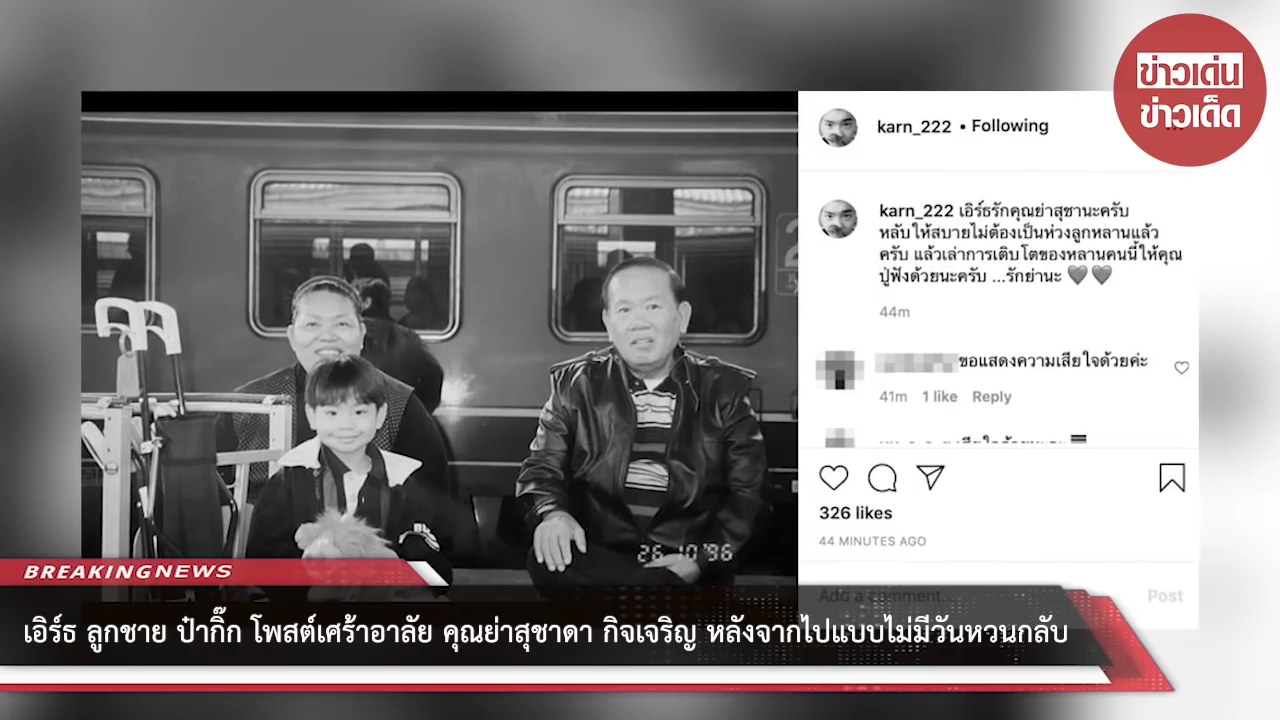 ข่าวเด่น
ข่าวเด็ด
karn_222 • Following
karn_222 เอิร์ธรักคุณย่าสุชานะครับ
หลับให้สบายไม่ต้องเป็นห่วงลูกหลานแล้ว
ครับ แล้วเล่าการเติบโตของหลานคนนี้ให้คุณ
ปู่ฟังด้วยนะครับ ...รักย่านะ 🖤🖤
44m
ขอแสดงความเสียใจด้วยค่ะ
41m 1 like Reply
326 likes
44 MINUTES AGO
Add a comment... Post
26 10 '96
BREAKING NEWS
เอิร์ธ ลูกชาย ป๋ากิ๊ก โพสต์เศร้าอาลัย คุณย่าสุชาดา กิจเจริญ หลังจากไปแบบไม่มีวันหวนกลับ